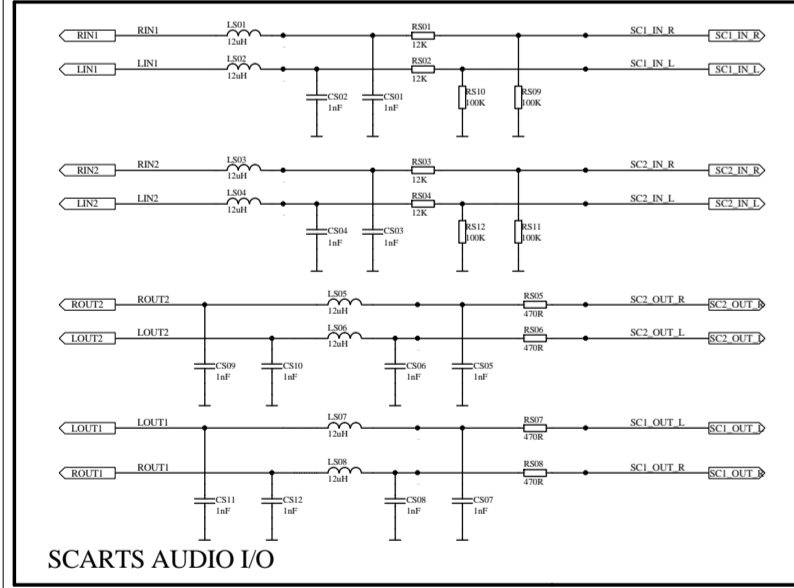 RIN1 RIN1 LS01 12uH RS01 12K SC1_IN_R SC1_IN_R
LIN1 LIN1 LS02 12uH RS02 12K SC1_IN_L SC1_IN_L
CS02 1nF CS01 1nF RS10 100K RS09 100K
RIN2 RIN2 LS03 12uH RS03 12K SC2_IN_R SC2_IN_R
LIN2 LIN2 LS04 12uH RS04 12K SC2_IN_L SC2_IN_L
CS04 1nF CS03 1nF RS12 100K RS11 100K
ROUT2 ROUT2 LS05 12uH RS05 470R SC2_OUT_R SC2_OUT_R
LOUT2 LOUT2 LS06 12uH RS06 470R SC2_OUT_L SC2_OUT_L
CS09 1nF CS10 1nF CS06 1nF CS05 1nF
LOUT1 LOUT1 LS07 12uH RS07 470R SC1_OUT_L SC1_OUT_L
ROUT1 ROUT1 LS08 12uH RS08 470R SC1_OUT_R SC1_OUT_R
CS11 1nF CS12 1nF CS08 1nF CS07 1nF
SCARTS AUDIO I/O